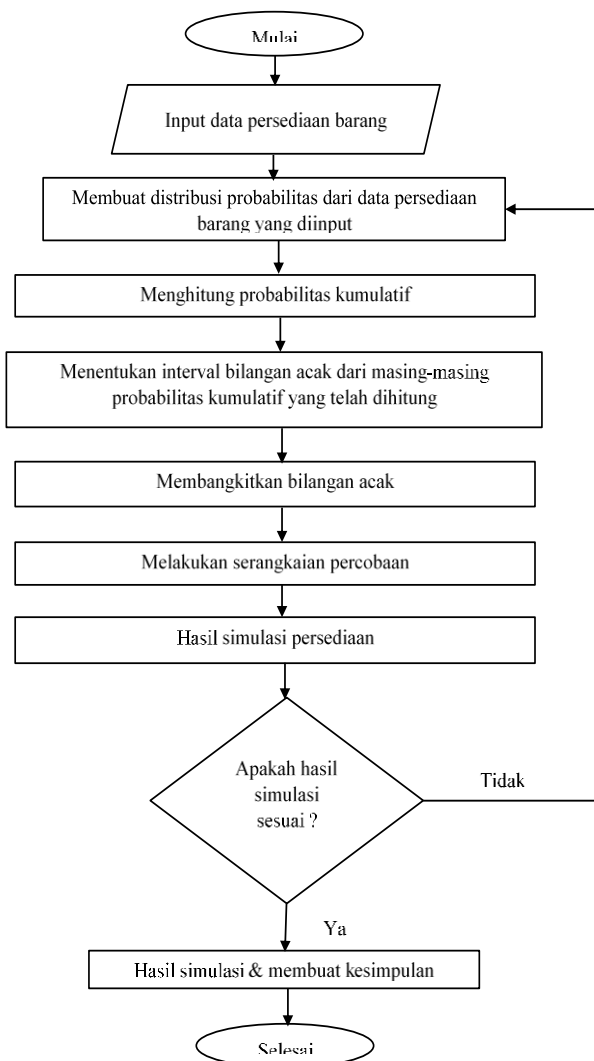 Mulai
Input data persediaan barang
Membuat distribusi probabilitas dari data persediaan
barang yang diinput
Menghitung probabilitas kumulatif
Menentukan interval bilangan acak dari masing-masing
probabilitas kumulatif yang telah dihitung
Membangkitkan bilangan acak
Melakukan serangkaian percobaan
Hasil simulasi persediaan
Apakah hasil
simulasi
sesuai ?
Tidak
Ya
Hasil simulasi & membuat kesimpulan
Selesai